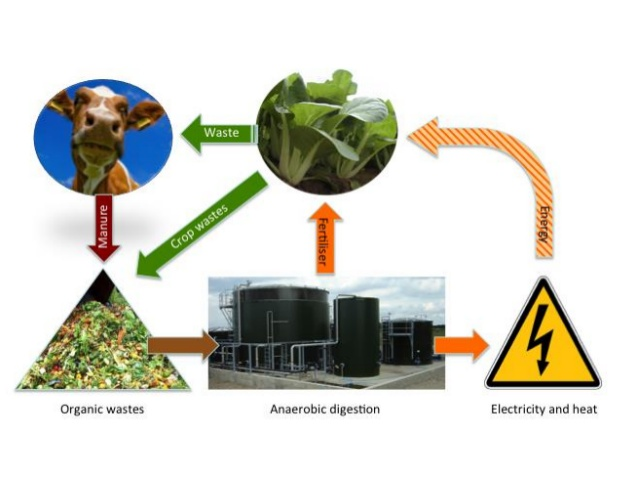 Waste
Manure
Crop wastes
Fertiliser
Energy
Organic wastes
Anaerobic digestion
Electricity and heat